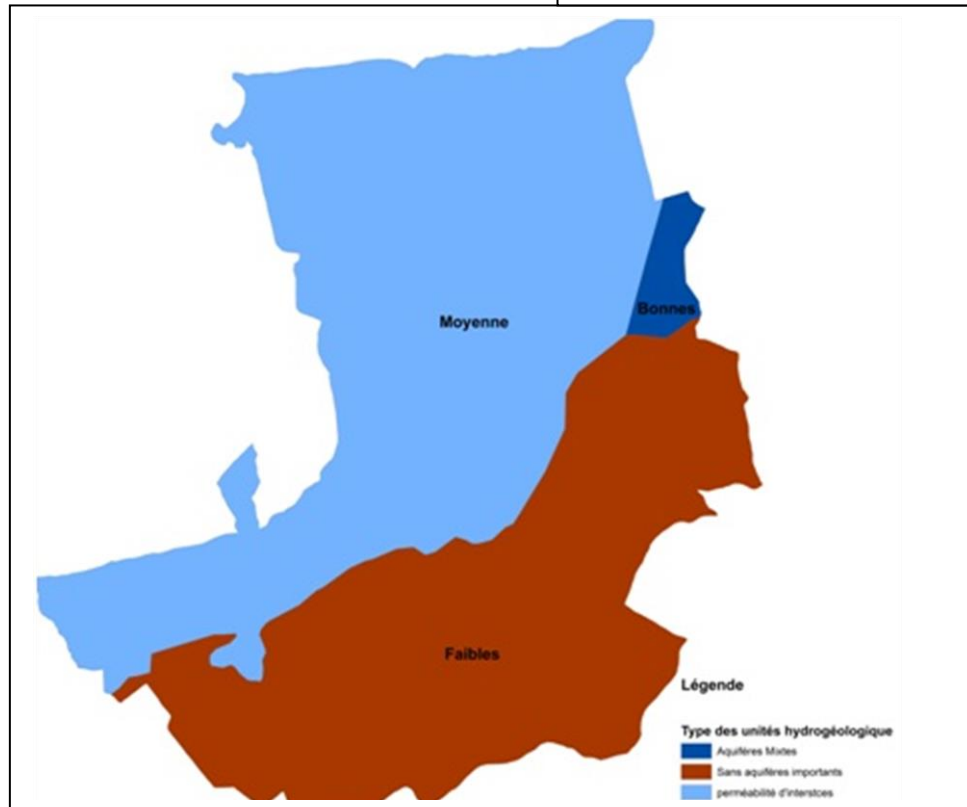 Bonnes
Moyenne
Faibles
Légende
Type des unités hydrogéologique
Aquifères Mixtes
Sans aquifères importants
perméabilité d'interstces